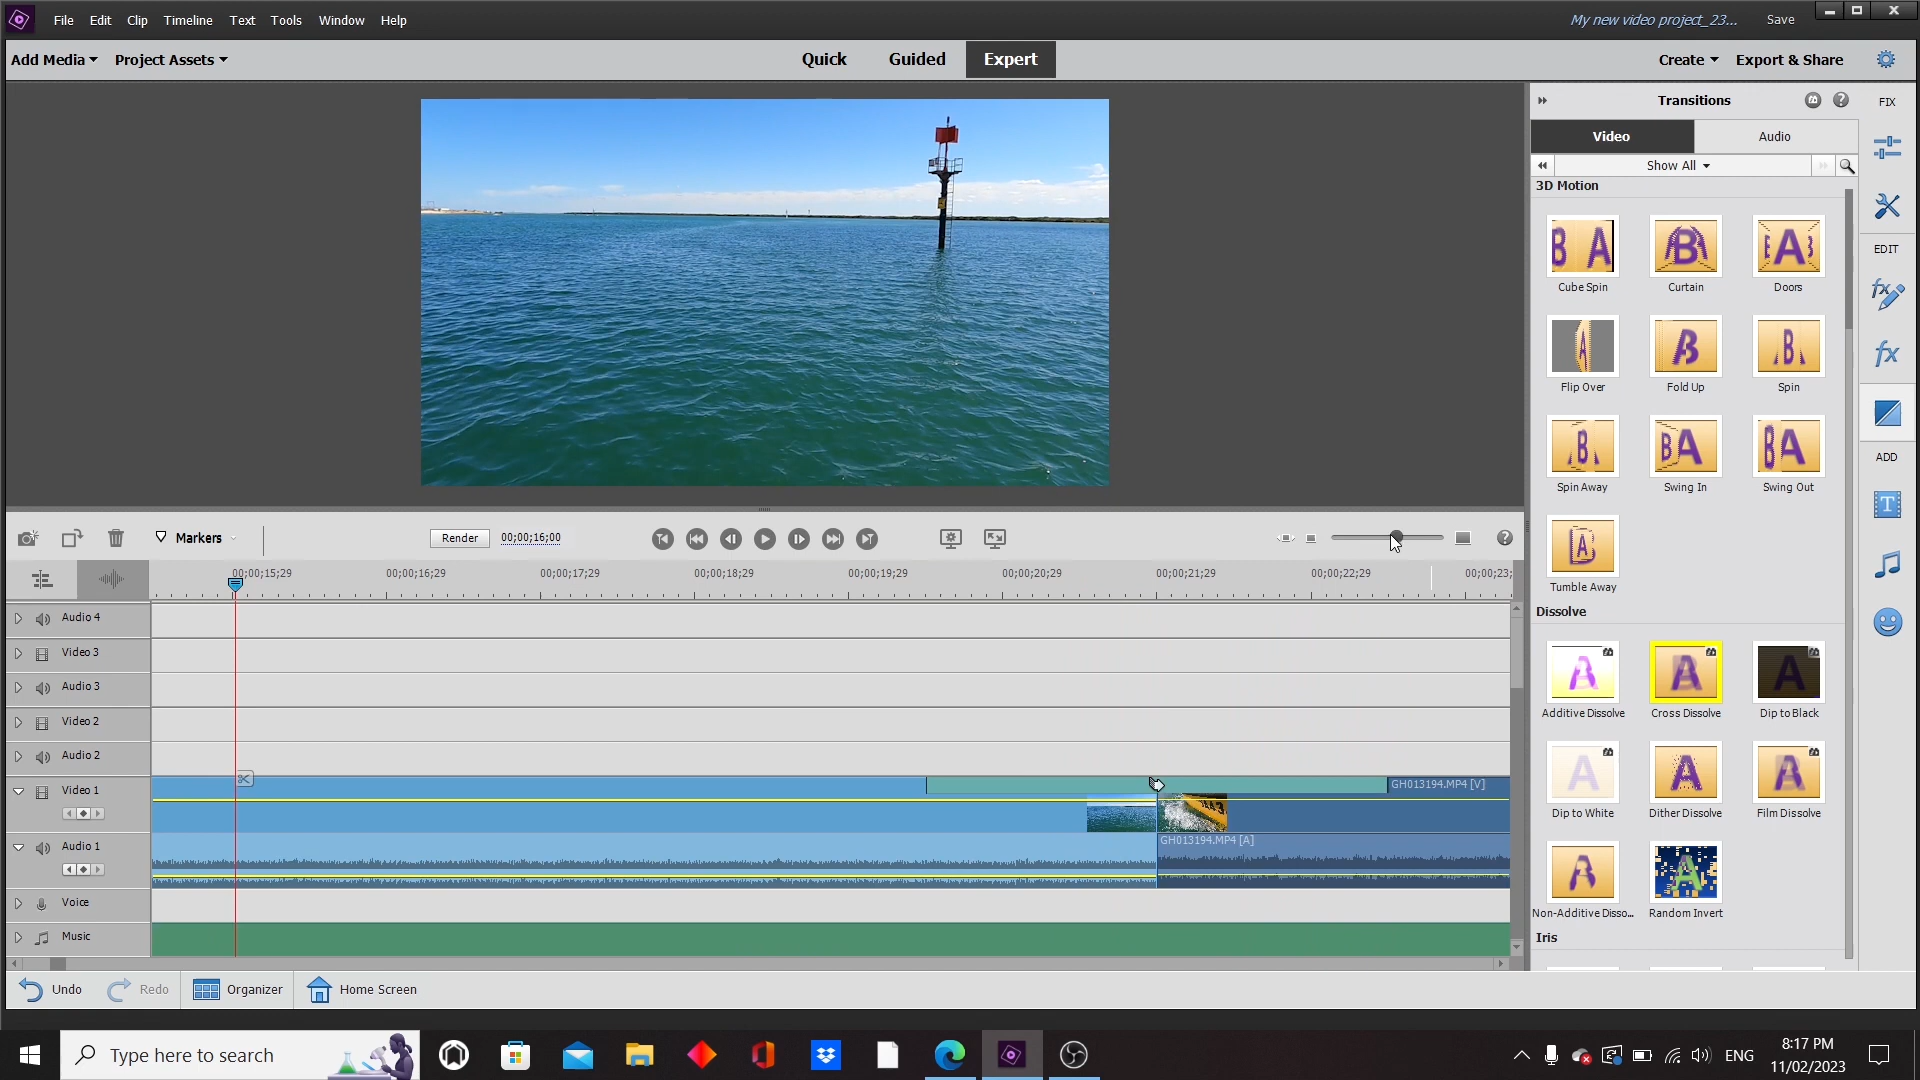 File Edit Clip Timeline Text Tools Window Help
My new video project_23... Save
Add Media Project Assets
Quick Guided Expert
Create Export & Share
Transitions
FIX
Video Audio
Show All
3D Motion
Cube Spin Curtain Doors
EDIT
Flip Over Fold Up Spin
Spin Away Swing In Swing Out
ADD
Tumble Away
Dissolve
Additive Dissolve Cross Dissolve Dip to Black
Dip to White Dither Dissolve Film Dissolve
Non-Additive Disso... Random Invert
Iris
Markers Render 00;00;16;00
00;00;15;29 00;00;16;29 00;00;17;29 00;00;18;29 00;00;19;29 00;00;20;29 00;00;21;29 00;00;22;29 00;00;23;
Audio 4
Video 3
Audio 3
Video 2
Audio 2
Video 1
GH013194.MP4 [V]
Audio 1
GH013194.MP4 [A]
Voice
Music
Undo Redo Organizer Home Screen
Type here to search
ENG
8:17 PM
11/02/2023